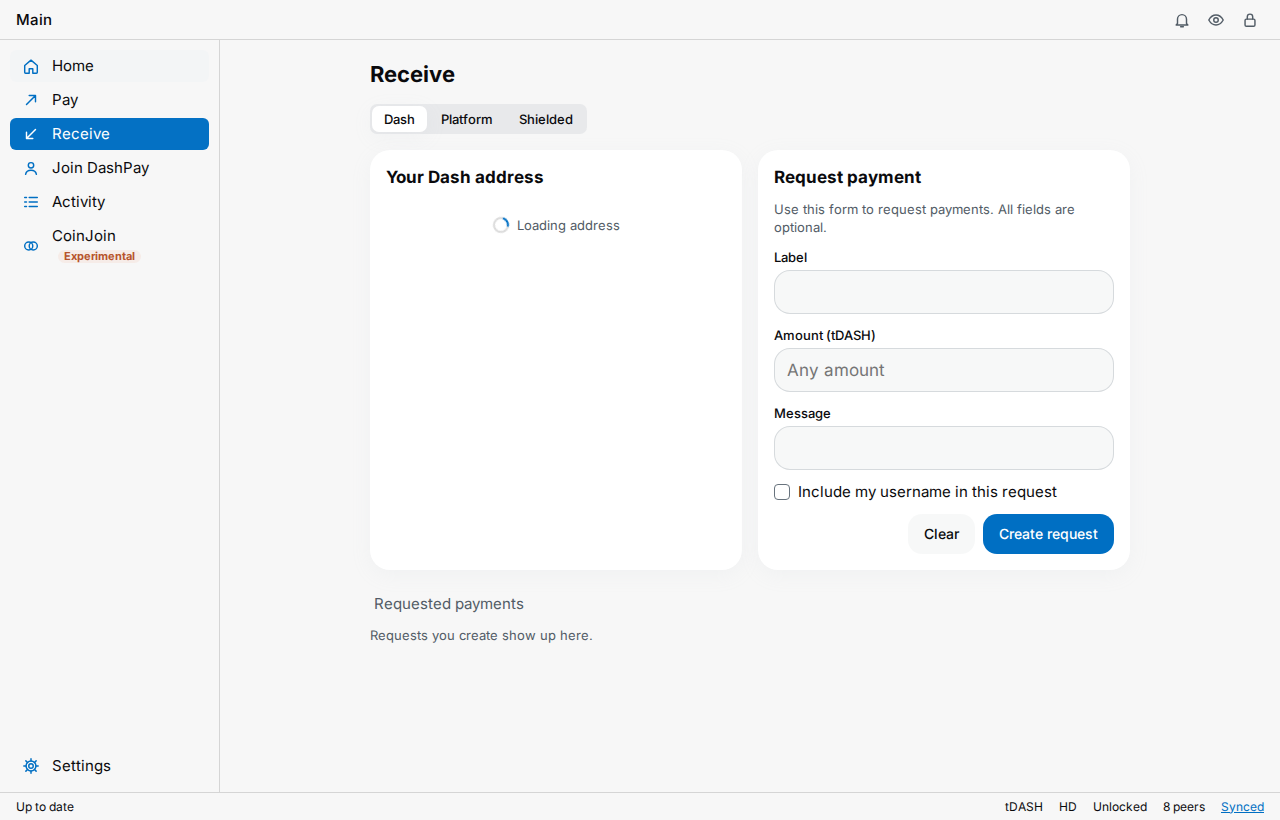 Main
Home
Pay
Receive
Join DashPay
Activity
CoinJoin
Experimental
Settings
Receive
Dash
Platform
Shielded
Your Dash address
Loading address
Request payment
Use this form to request payments. All fields are
optional.
Label
Amount (tDASH)
Any amount
Message
Include my username in this request
Clear
Create request
Requested payments
Requests you create show up here.
Up to date
tDASH
HD
Unlocked
8 peers
Synced